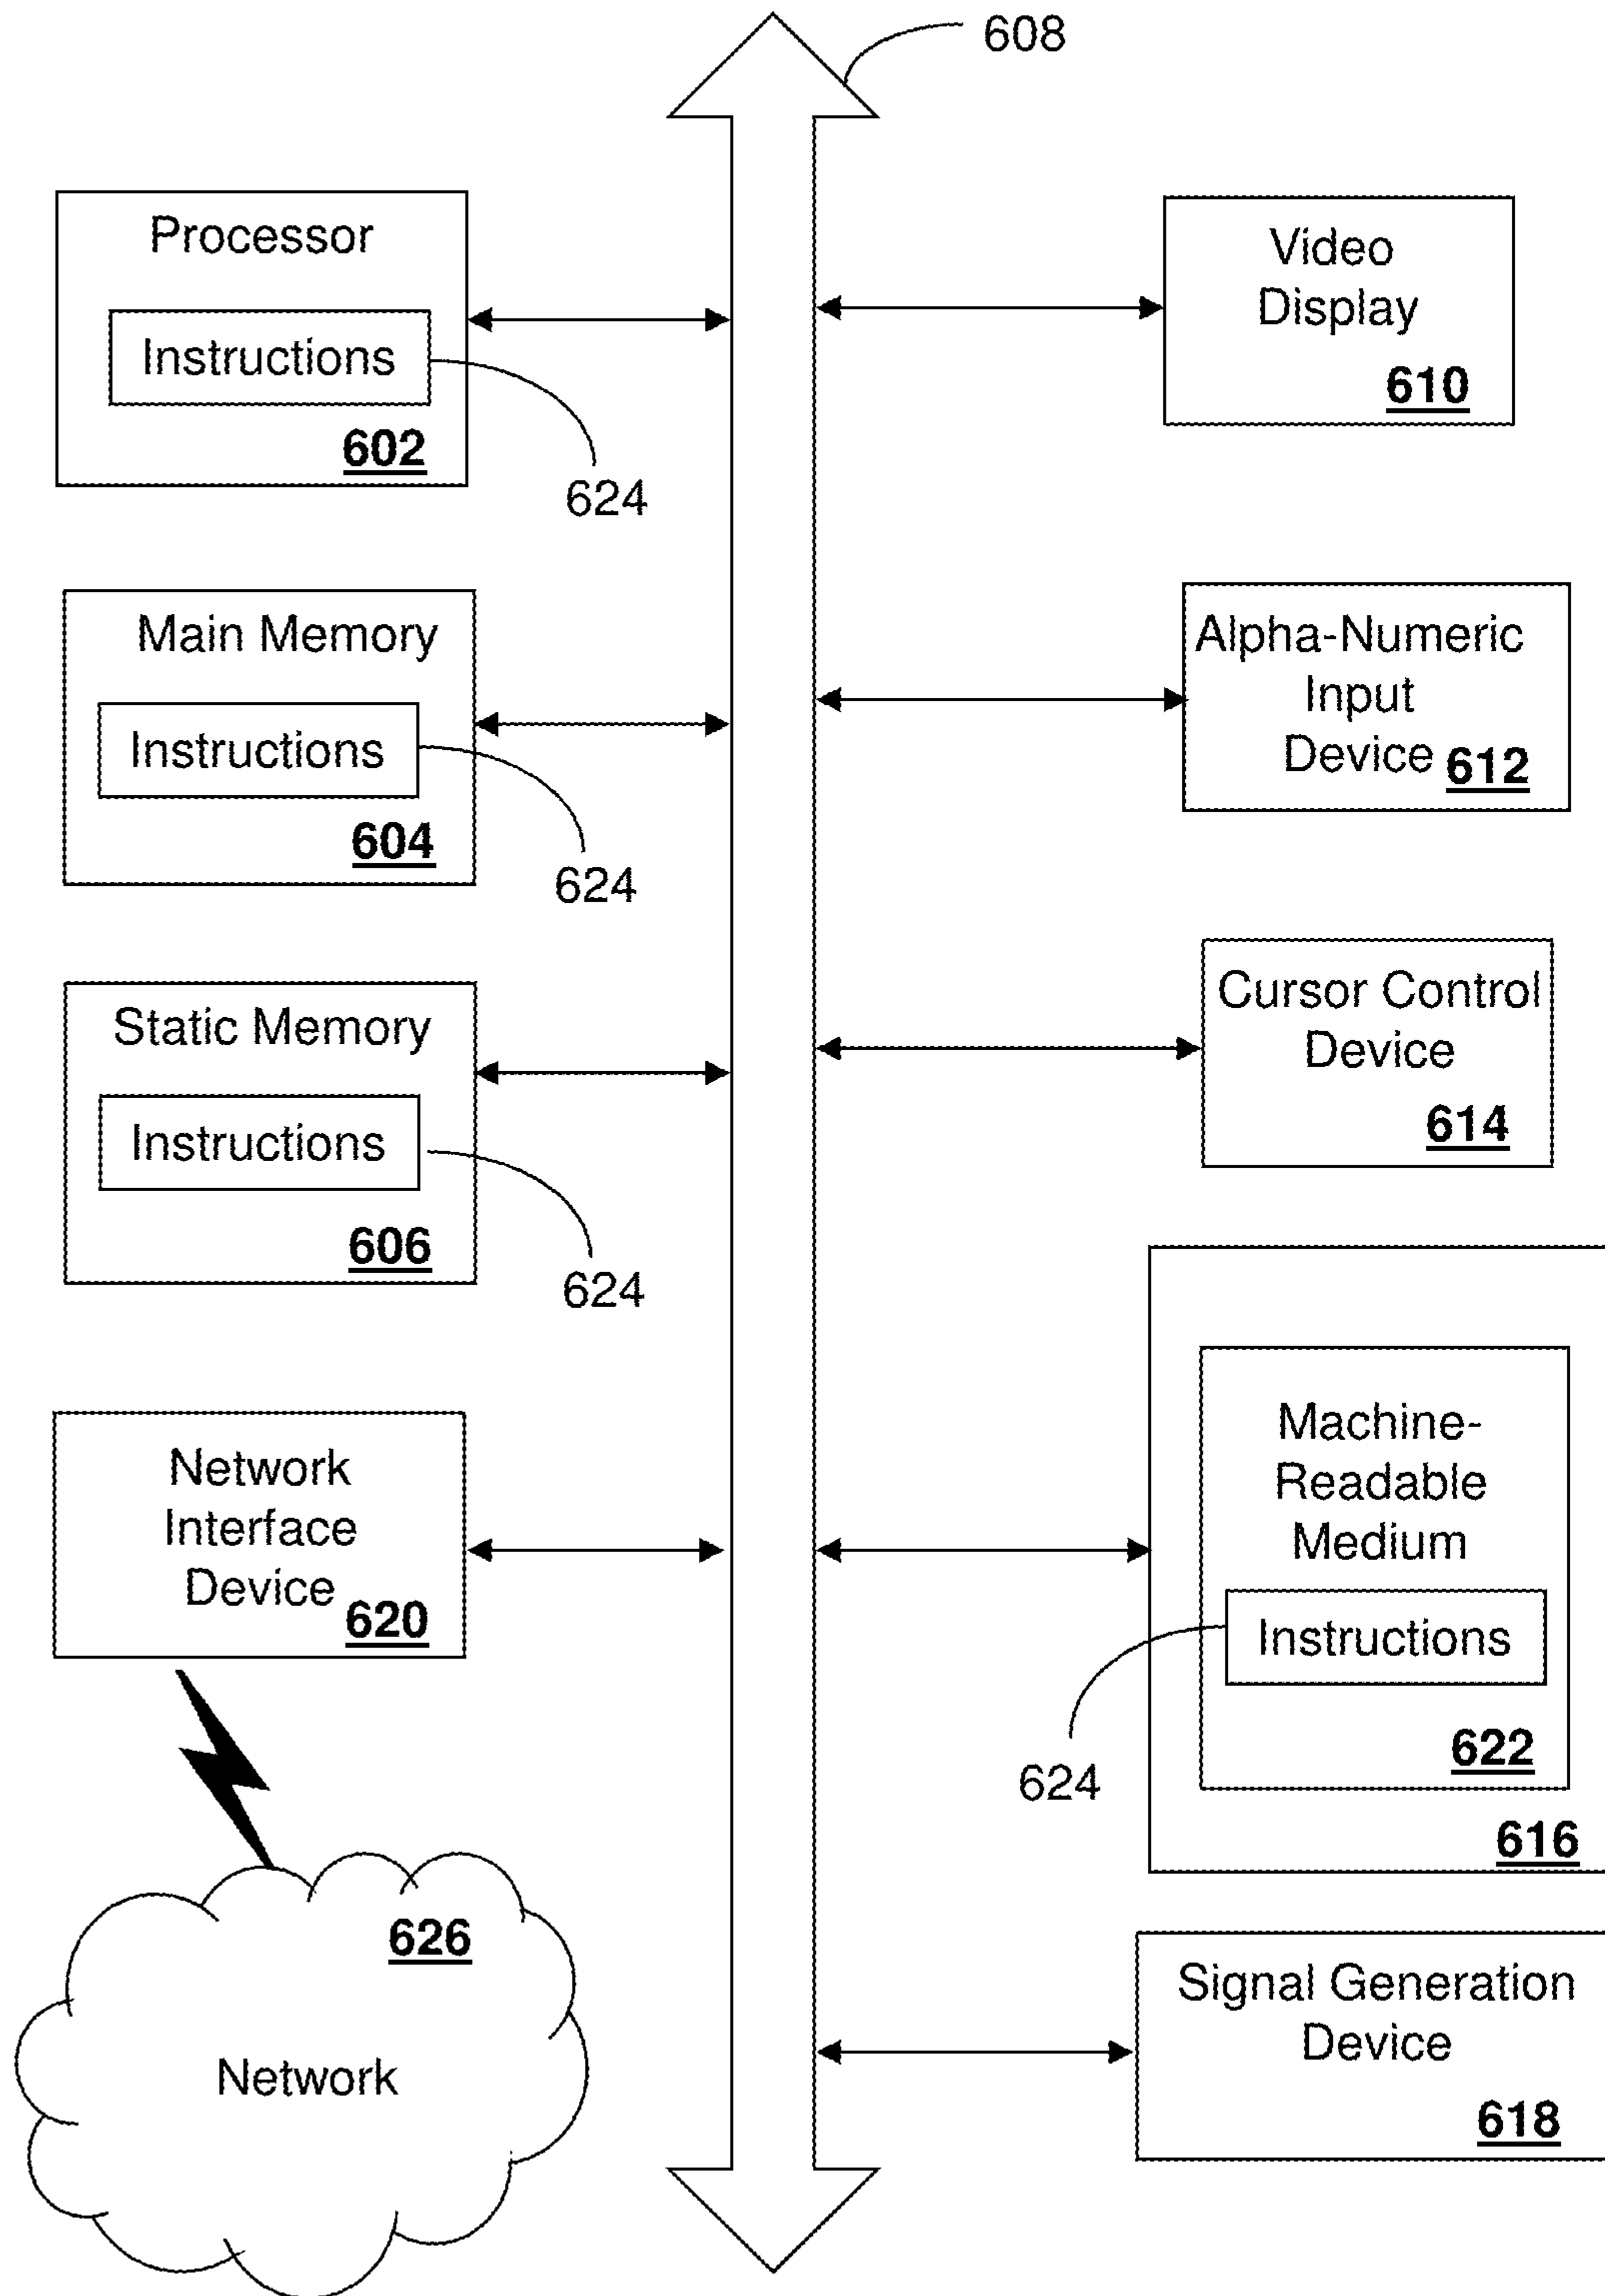 608
Processor
Instructions
602
624
Main Memory
Instructions
604
624
Static Memory
Instructions
606
624
Network
Interface
Device
620
626
Network
Video
Display
610
Alpha-Numeric
Input
Device 612
Cursor Control
Device
614
Machine-
Readable
Medium
Instructions
622
624
616
Signal Generation
Device
618